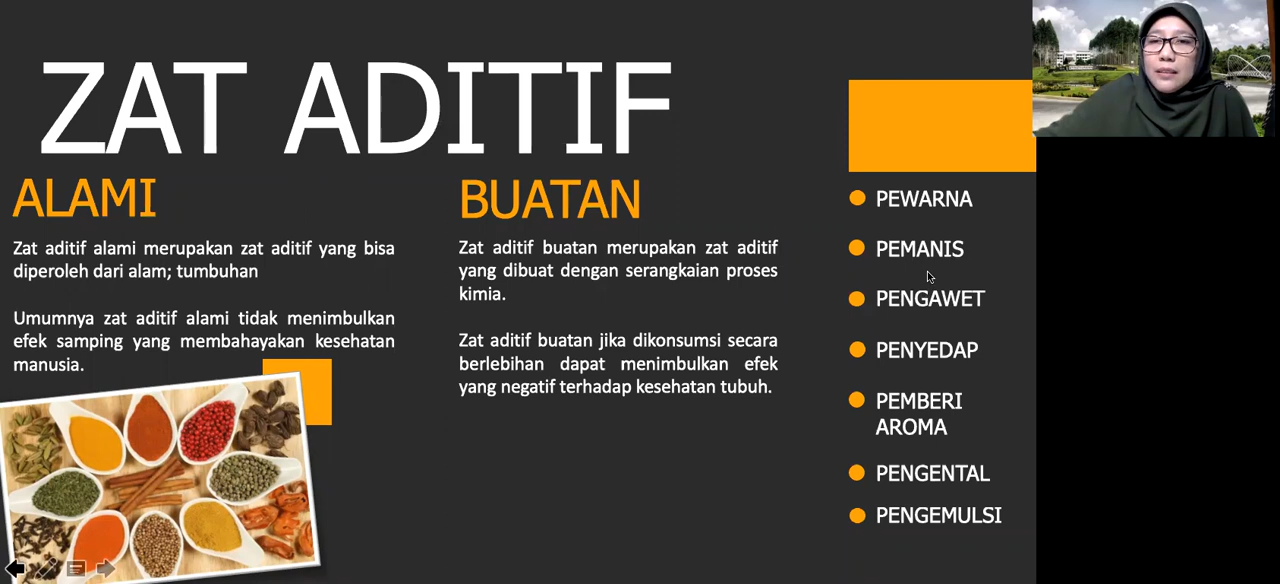 ZAT ADITIF
ALAMI
Zat aditif alami merupakan zat aditif yang bisa
diperoleh dari alam; tumbuhan
Umumnya zat aditif alami tidak menimbulkan
efek samping yang membahayakan kesehatan
manusia.
BUATAN
Zat aditif buatan merupakan zat aditif
yang dibuat dengan serangkaian proses
kimia.
Zat aditif buatan jika dikonsumsi secara
berlebihan dapat menimbulkan efek
yang negatif terhadap kesehatan tubuh.
PEWARNA
PEMANIS
PENGAWET
PENYEDAP
PEMBERI
AROMA
PENGENTAL
PENGEMULSI